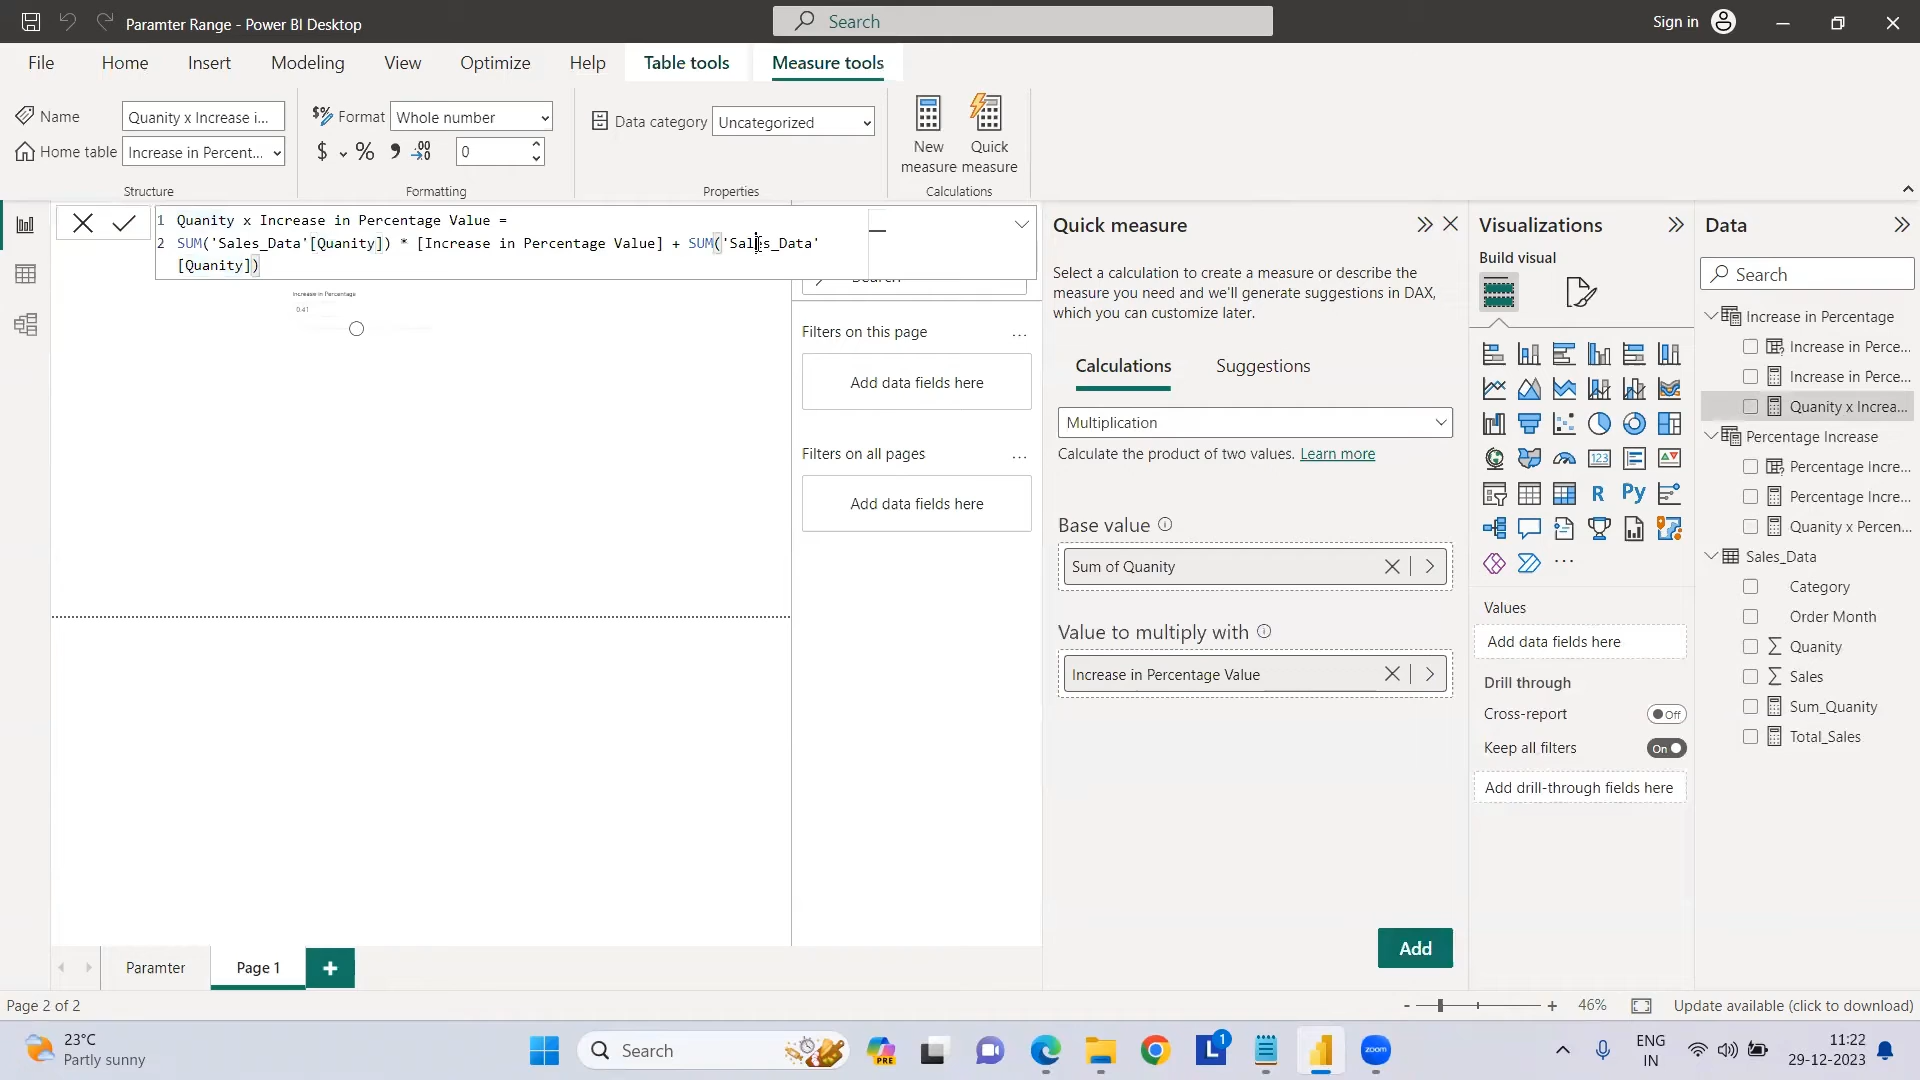 Paramter Range - Power BI Desktop
Search
Sign in
File
Home
Insert
Modeling
View
Optimize
Help
Table tools
Measure tools
Name
Quanity x Increase i...
Format
Whole number
Data category
Uncategorized
New measure
Quick measure
Home table
Increase in Percent...
$
%
0
Structure
Formatting
Properties
Calculations
1 Quanity x Increase in Percentage Value =
2 SUM('Sales_Data'[Quanity]) * [Increase in Percentage Value] + SUM('Sales_Data'
[Quanity])
Increase in Percentage
0.41
Filters on this page
...
Add data fields here
Filters on all pages
...
Add data fields here
Quick measure
Select a calculation to create a measure or describe the
measure you need and we'll generate suggestions in DAX,
which you can customize later.
Calculations
Suggestions
Multiplication
Calculate the product of two values. Learn more
Base value
Sum of Quanity
Value to multiply with
Increase in Percentage Value
Add
Visualizations
Build visual
123
R
Py
...
Values
Add data fields here
Drill through
Cross-report
Off
Keep all filters
On
Add drill-through fields here
Data
Search
Increase in Percentage
Increase in Perce...
Increase in Perce...
Quanity x Increa...
Percentage Increase
Percentage Incre...
Percentage Incre...
Quanity x Percen...
Sales_Data
Category
Order Month
Quanity
Sales
Sum_Quanity
Total_Sales
Paramter
Page 1
Page 2 of 2
46%
Update available (click to download)
23°C
Partly sunny
Search
PRE
L
1
zoom
ENG
IN
11:22
29-12-2023